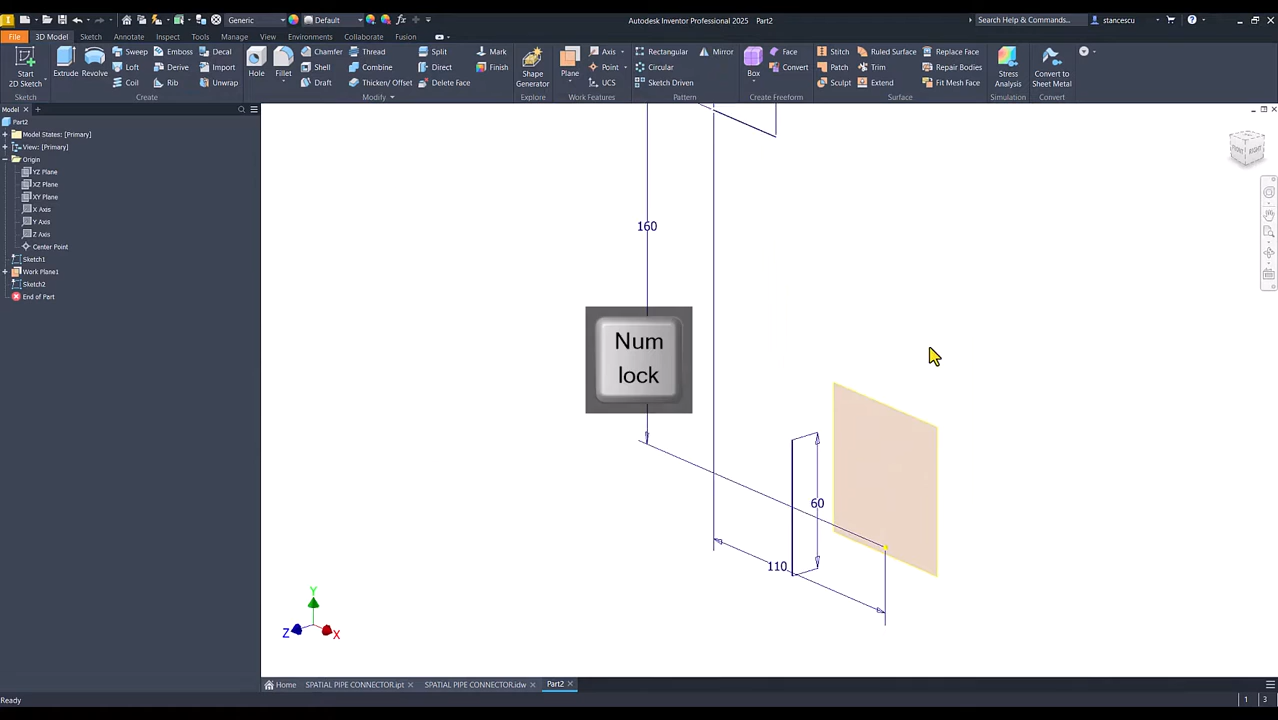 Generic
Default
Autodesk Inventor Professional 2025 Part2
Search Help & Commands...
stancescu
File 3D Model Sketch Annotate Inspect Tools Manage View Environments Collaborate Fusion
Start
2D Sketch
Extrude
Revolve
Sweep
Loft
Coil
Emboss
Derive
Rib
Decal
Import
Unwrap
Hole
Fillet
Chamfer
Shell
Draft
Thread
Combine
Thicken/ Offset
Split
Direct
Delete Face
Mark
Finish
Shape
Generator
Plane
Axis
Point
UCS
Rectangular
Circular
Sketch Driven
Mirror
Box
Face
Convert
Stitch
Patch
Sculpt
Ruled Surface
Trim
Extend
Replace Face
Repair Bodies
Fit Mesh Face
Stress
Analysis
Convert to
Sheet Metal
Sketch Create Modify Explore Work Features Pattern Create Freeform Surface Simulation Convert
Model
Part2
Model States: [Primary]
View: [Primary]
Origin
YZ Plane
XZ Plane
XY Plane
X Axis
Y Axis
Z Axis
Center Point
Sketch1
Work Plane1
Sketch2
End of Part
FRONT RIGHT
160
Num
lock
60
110
Y
Z X
Home SPATIAL PIPE CONNECTOR.ipt SPATIAL PIPE CONNECTOR.idw Part2
Ready
1 3